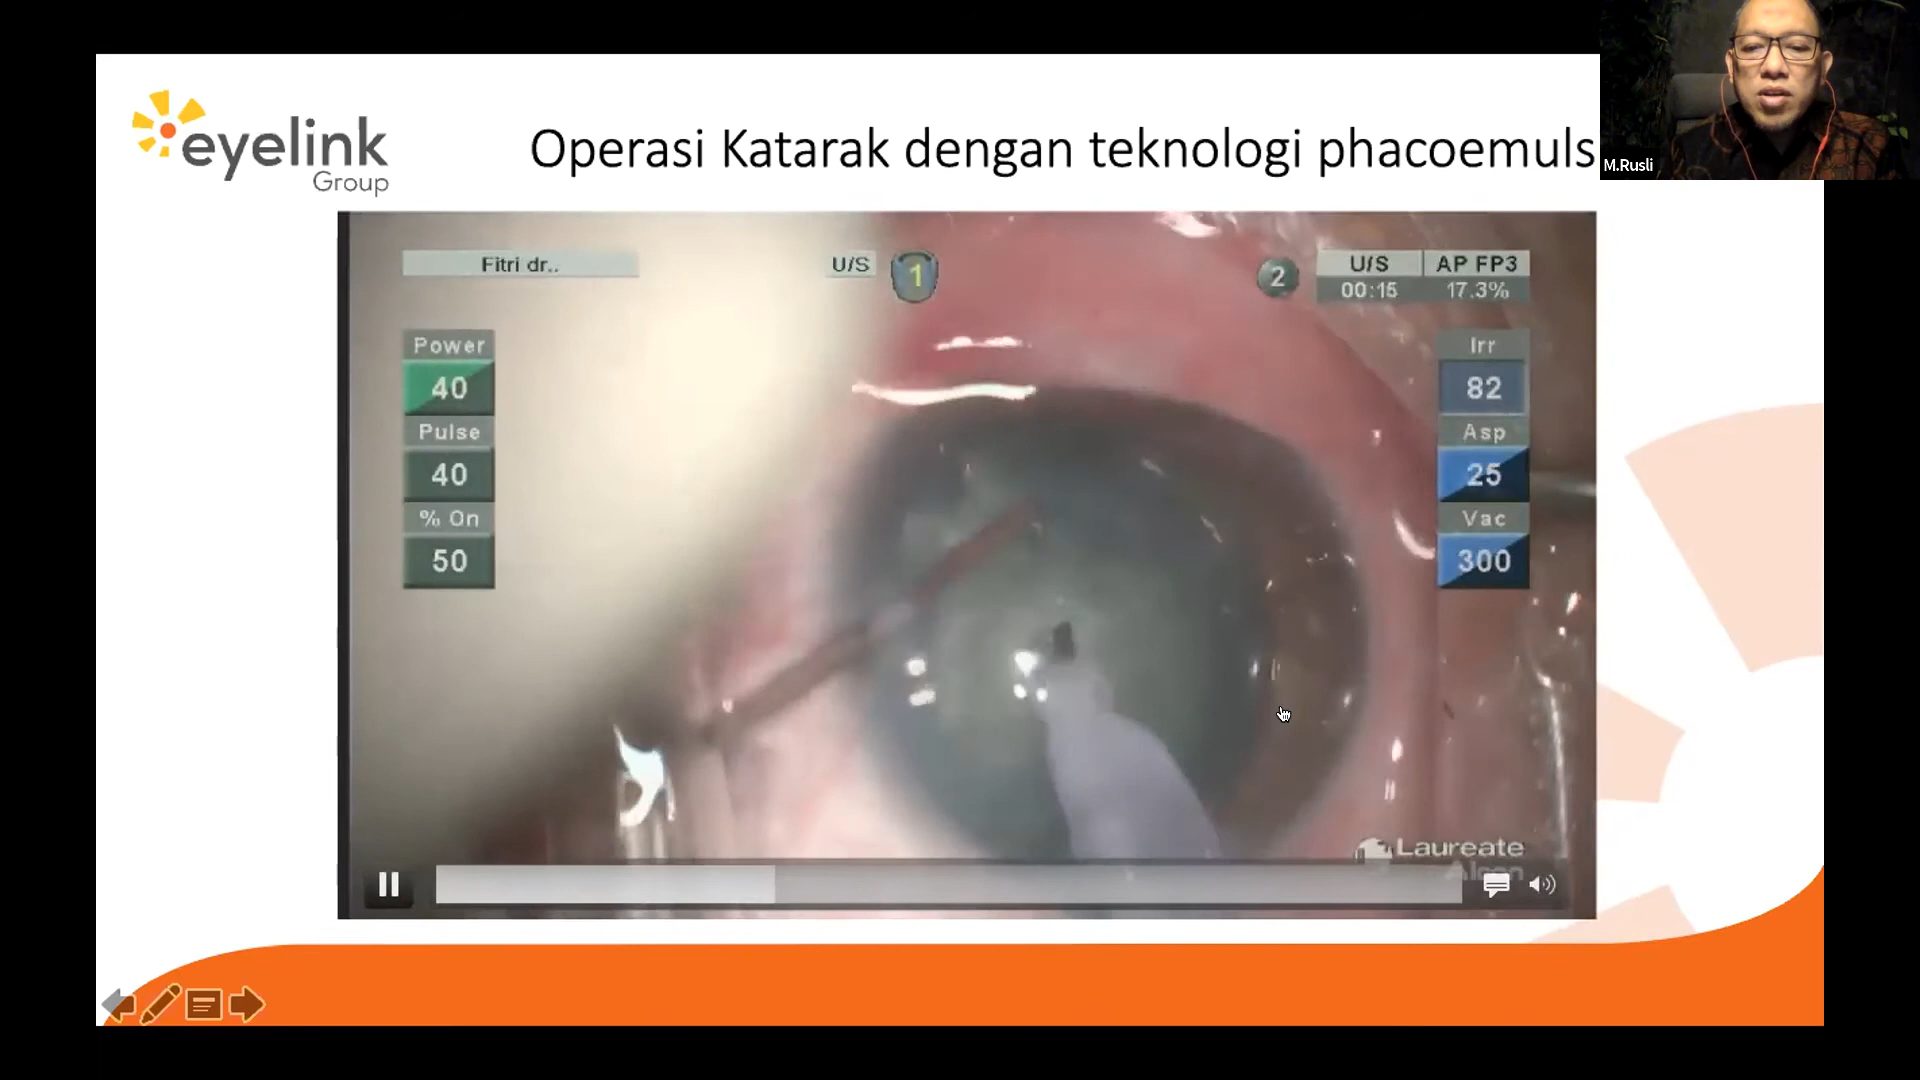 eyelink
Group
Operasi Katarak dengan teknologi phacoemuls
M.Rusli
Fitri dr..
U/S
1
2
U/S
AP FP3
00:15
17.3%
Power
40
Pulse
40
% On
50
Irr
82
Asp
25
Vac
300
Laureate
Alcon